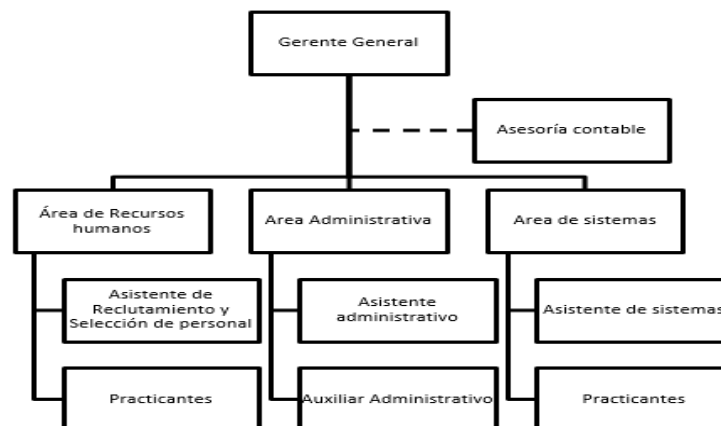 Gerente General
Asesoría contable
Área de Recursos
humanos
Area Administrativa
Area de sistemas
Asistente de
Reclutamiento y
Selección de personal
Asistente
administrativo
Asistente de sistemas
Practicantes
Auxiliar Administrativo
Practicantes